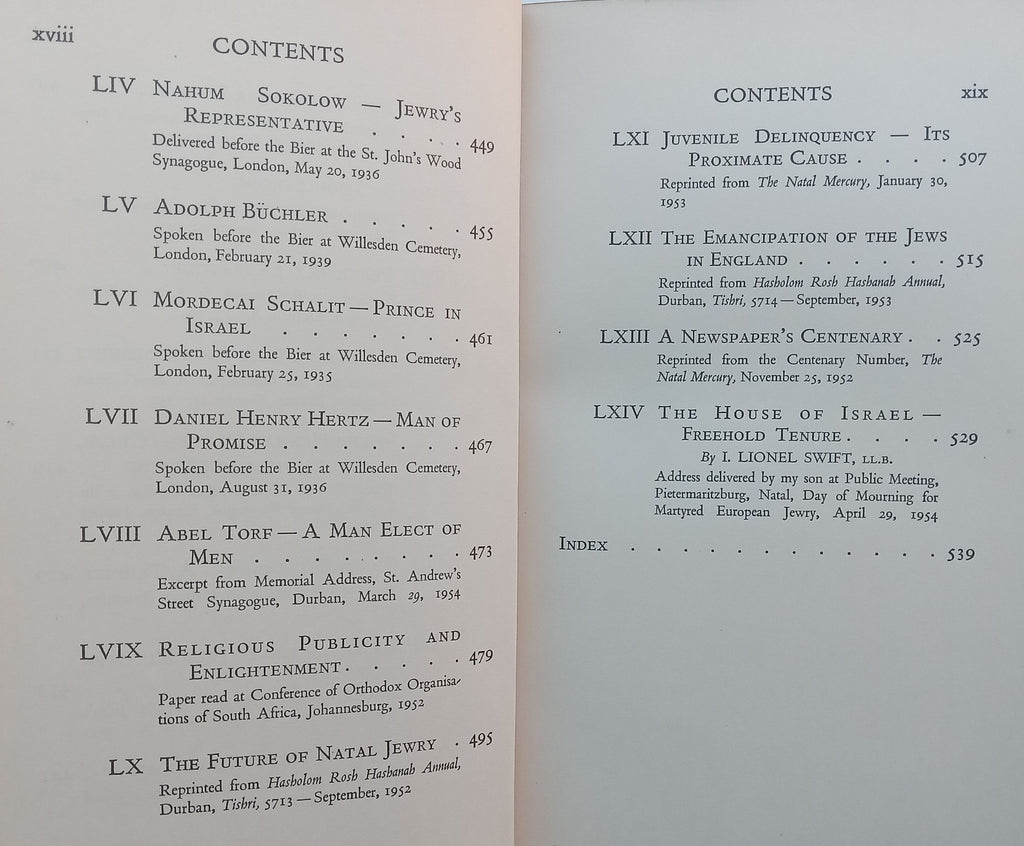 xviii
CONTENTS
LIV NAHUM SOKOLOW — JEWRY'S
REPRESENTATIVE . . . . 449
Delivered before the Bier at the St. John's Wood
Synagogue, London, May 20, 1936
LV ADOLPH BÜCHLER . . . . . 455
Spoken before the Bier at Willesden Cemetery,
London, February 21, 1939
LVI MORDECAI SCHALIT — PRINCE IN
ISRAEL . . . . . . . 461
Spoken before the Bier at Willesden Cemetery,
London, February 25, 1935
LVII DANIEL HENRY HERTZ — MAN OF
PROMISE . . . . . . . 467
Spoken before the Bier at Willesden Cemetery,
London, August 31, 1936
LVIII ABEL TORF — A MAN ELECT OF
MEN . . . . . . . . 473
Excerpt from Memorial Address, St. Andrew's
Street Synagogue, Durban, March 29, 1954
LVIX RELIGIOUS PUBLICITY AND
ENLIGHTENMENT . . . . . 479
Paper read at Conference of Orthodox Organisa-
tions of South Africa, Johannesburg, 1952
LX THE FUTURE OF NATAL JEWRY . 495
Reprinted from Hasholom Rosh Hashanah Annual,
Durban, Tishri, 5713 — September, 1952
CONTENTS
xix
LXI JUVENILE DELINQUENCY — ITS
PROXIMATE CAUSE . . . . 507
Reprinted from The Natal Mercury, January 30,
1953
LXII THE EMANCIPATION OF THE JEWS
IN ENGLAND . . . . . . 515
Reprinted from Hasholom Rosh Hashanah Annual,
Durban, Tishri, 5714 — September, 1953
LXIII A NEWSPAPER'S CENTENARY . . 525
Reprinted from the Centenary Number, The
Natal Mercury, November 25, 1952
LXIV THE HOUSE OF ISRAEL —
FREEHOLD TENURE . . . . 529
By I. LIONEL SWIFT, LL.B.
Address delivered by my son at Public Meeting,
Pietermaritzburg, Natal, Day of Mourning for
Martyred European Jewry, April 29, 1954
INDEX . . . . . . . . . . . . 539